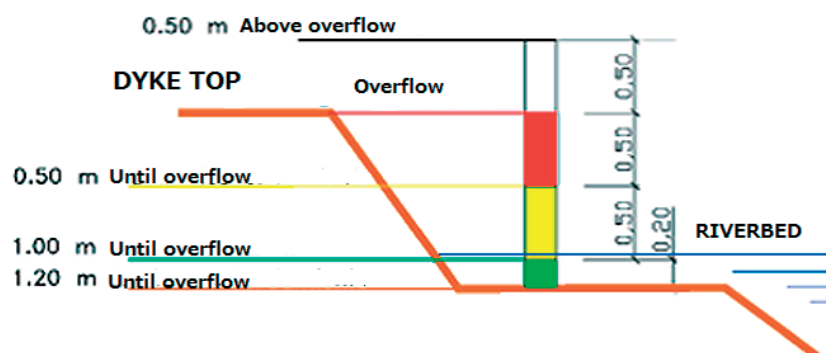 0.50 m Above overflow
DYKE TOP
Overflow
0.50 m Until overflow
1.00 m Until overflow
1.20 m Until overflow
0,50
0,50
0,50
0,20
RIVERBED